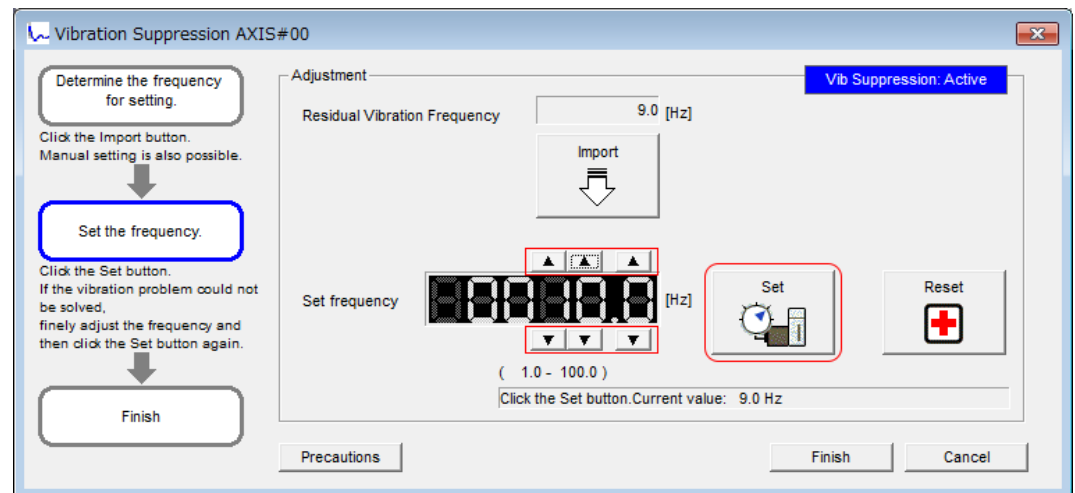 Vibration Suppression AXIS#00
Determine the frequency
for setting.
Click the Import button.
Manual setting is also possible.
Set the frequency.
Click the Set button.
If the vibration problem could not
be solved,
finely adjust the frequency and
then click the Set button again.
Finish
Adjustment
Vib Suppression: Active
Residual Vibration Frequency
9.0 [Hz]
Import
Set frequency
[Hz]
Set
Reset
( 1.0 - 100.0 )
Click the Set button.Current value: 9.0 Hz
Precautions
Finish
Cancel